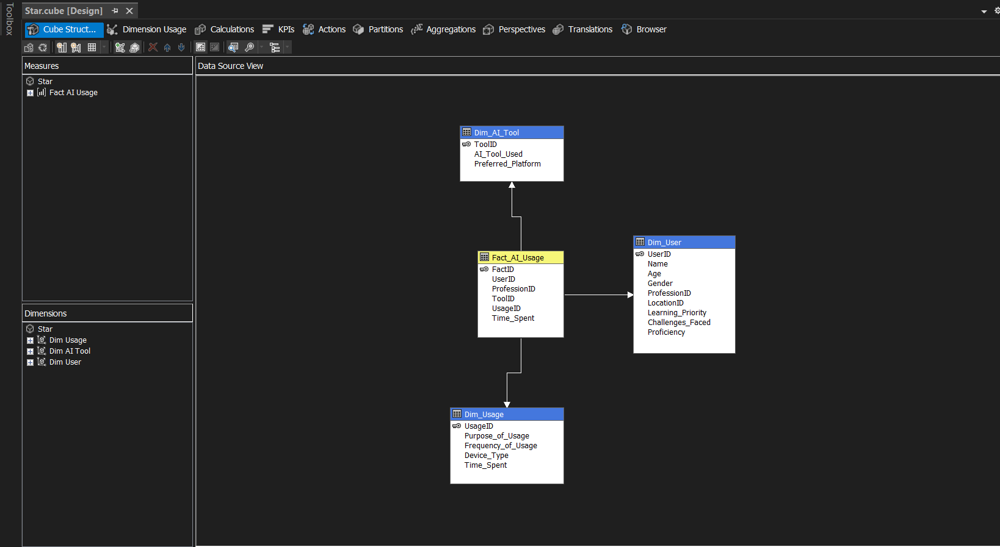 Toolbox
Star.cube [Design]
Cube Struct...
Dimension Usage
Calculations
KPIs
Actions
Partitions
Aggregations
Perspectives
Translations
Browser
Measures
Star
Fact AI Usage
Dimensions
Star
Dim Usage
Dim AI Tool
Dim User
Data Source View
Dim_AI_Tool
ToolID
AI_Tool_Used
Preferred_Platform
Fact_AI_Usage
FactID
UserID
ProfessionID
ToolID
UsageID
Time_Spent
Dim_User
UserID
Name
Age
Gender
ProfessionID
LocationID
Learning_Priority
Challenges_Faced
Proficiency
Dim_Usage
UsageID
Purpose_of_Usage
Frequency_of_Usage
Device_Type
Time_Spent